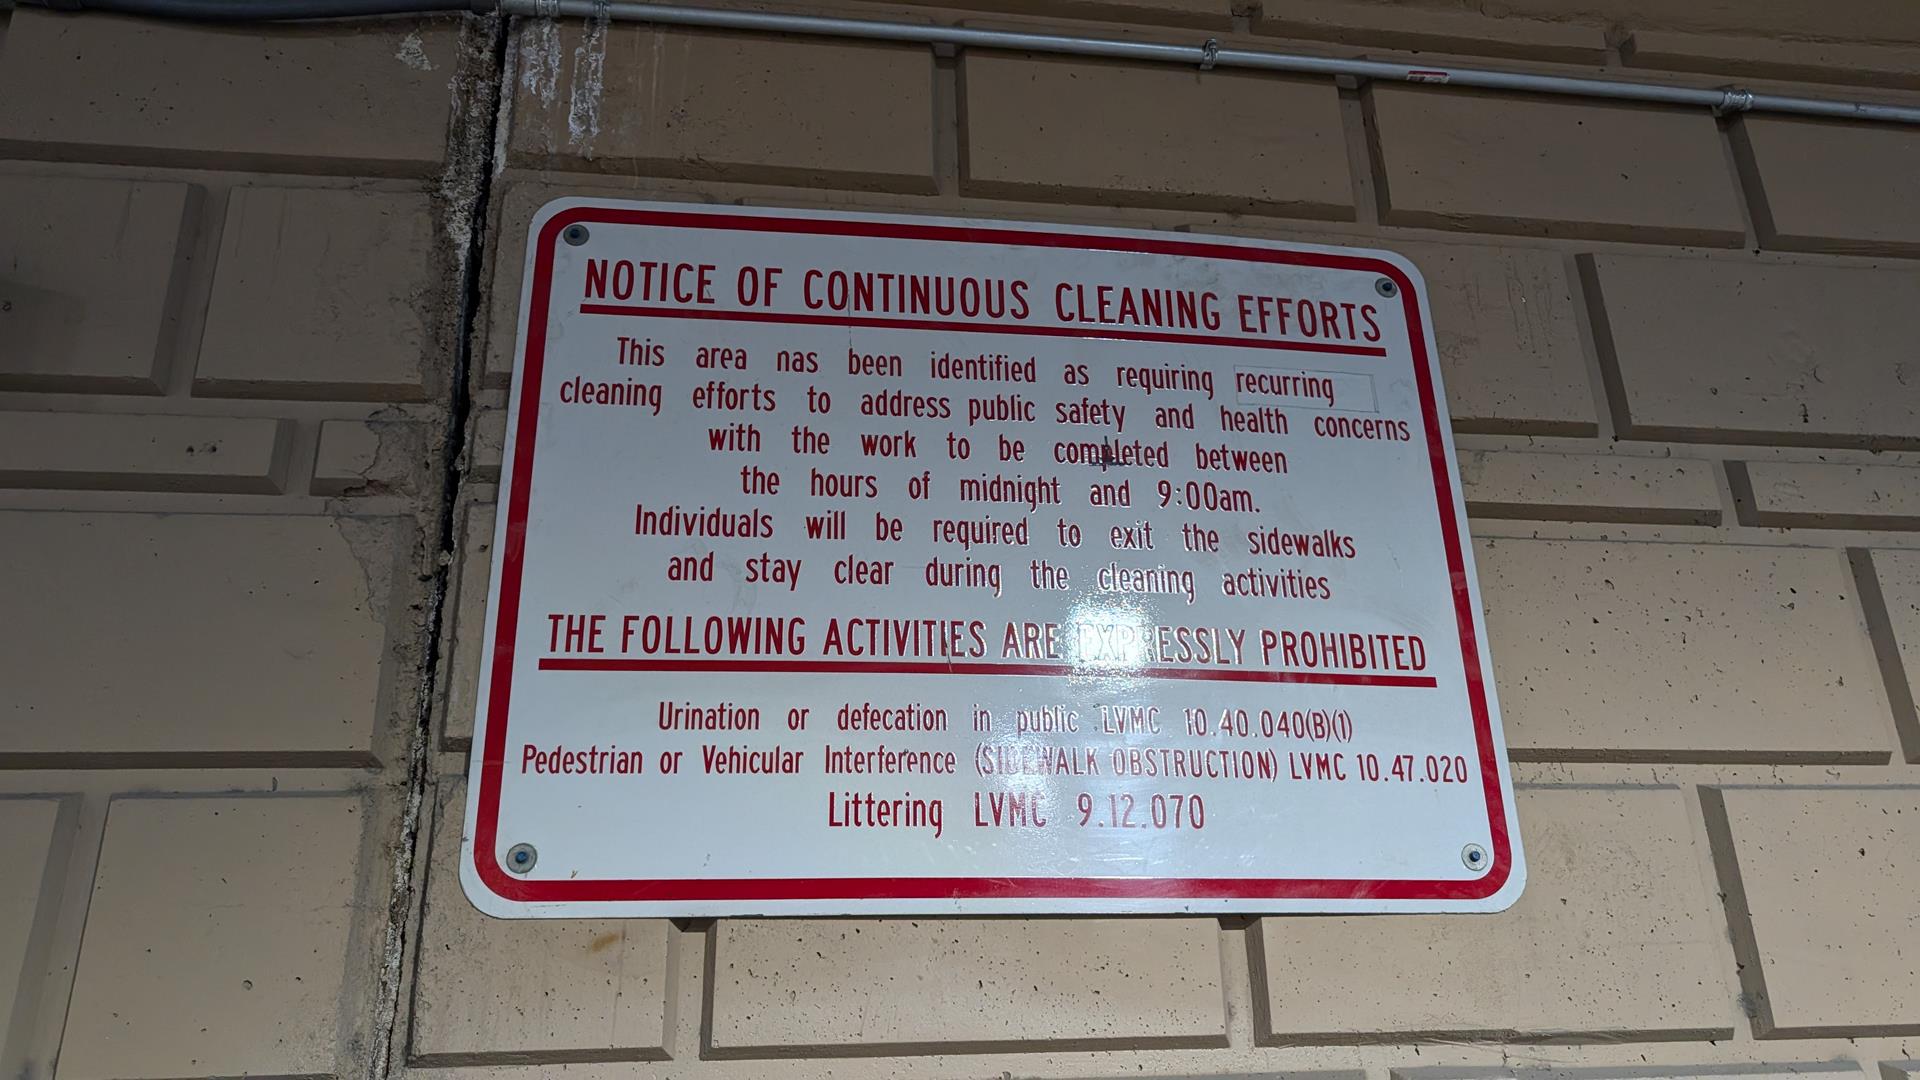 NOTICE OF CONTINUOUS CLEANING EFFORTS
This area nas been identified as requiring recurring
cleaning efforts to address public safety and health concerns
with the work to be completed between
the hours of midnight and 9:00am.
Individuals will be required to exit the sidewalks
and stay clear during the cleaning activities
THE FOLLOWING ACTIVITIES ARE EXPRESSLY PROHIBITED
Urination or defecation in public LVMC 10.40.040(B)(1)
Pedestrian or Vehicular Interference (SIDEWALK OBSTRUCTION) LVMC 10.47.020
Littering LVMC 9.12.070